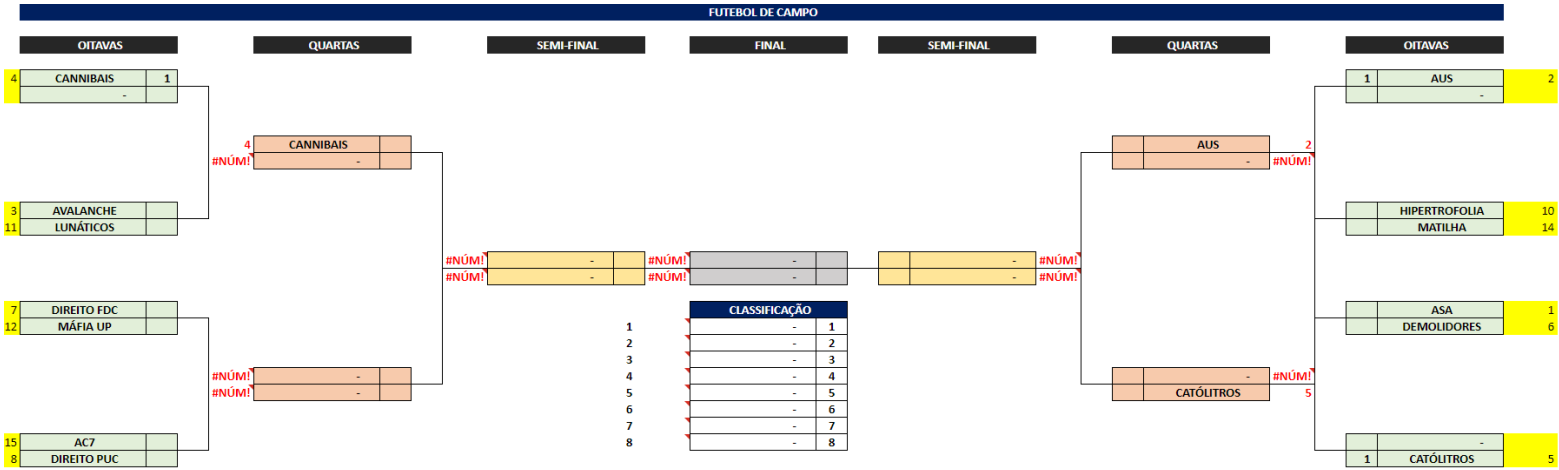 FUTEBOL DE CAMPO
OITAVAS QUARTAS SEMI-FINAL FINAL SEMI-FINAL QUARTAS OITAVAS
4 CANNIBAIS 1 1 AUS 2
- -
4 CANNIBAIS AUS 2
#NÚM! - - #NÚM!
3 AVALANCHE HIPERTROFOLIA 10
11 LUNÁTICOS MATILHA 14
#NÚM! - #NÚM! - - #NÚM!
#NÚM! - #NÚM! - - #NÚM!
7 DIREITO FDC CLASSIFICAÇÃO ASA 1
12 MÁFIA UP 1 - 1 DEMOLIDORES 6
2 - 2
3 - 3
#NÚM! - 4 - 4 - #NÚM!
#NÚM! - 5 - 5 CATÓLITROS 5
6 - 6
7 - 7
15 AC7 8 - 8 -
8 DIREITO PUC 1 CATÓLITROS 5